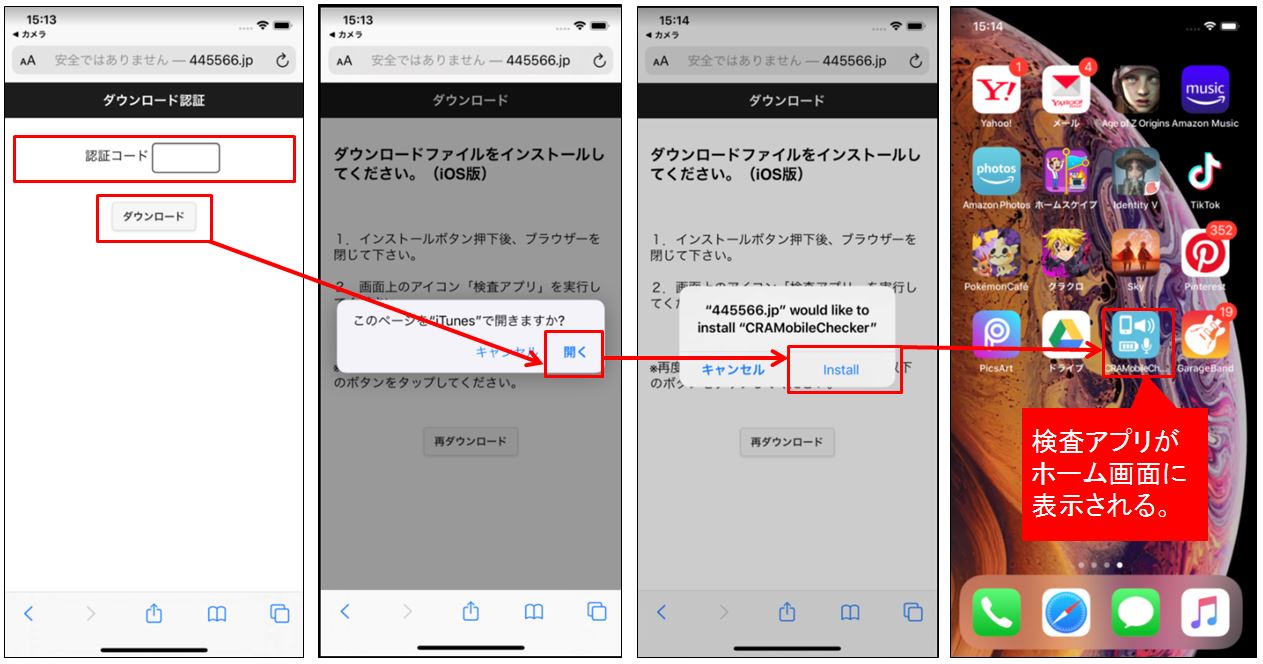 15:13
◀ カメラ
AA 安全ではありません — 445566.jp
ダウンロード認証
認証コード
ダウンロード
15:13
◀ カメラ
AA 安全ではありません — 445566.jp
ダウンロード
ダウンロードファイルをインストールし
てください。（iOS版）
１．インストールボタン押下後、ブラウザーを
閉じて下さい。
２．画面上のアイコン「検査アプリ」を実行し
このページを“iTunes”で開きますか?
キャンセル
開く
のボタンをタップしてください。
再ダウンロード
15:14
◀ カメラ
AA 安全ではありません — 445566.jp
ダウンロード
ダウンロードファイルをインストールし
てください。（iOS版）
１．インストールボタン押下後、ブラウザーを
閉じて下さい。
２．画面上のアイコン「検査アプリ」を実行し
“445566.jp” would like to
install “CRAMobileChecker”
キャンセル
Install
※再度
以下
再ダウンロード
15:14
Y! 1
YAHOO! 4
music
Yahoo!
メール
Age of Z Origins
Amazon Music
photos
Amazon Photos
ホームスケイプ
Identity V
TikTok
352
PokémonCafé
グラクロ
Sky
Pinterest
19
PicsArt
ドライブ
CRAMobileCh...
GarageBand
検査アプリが
ホーム画面に
表示される。